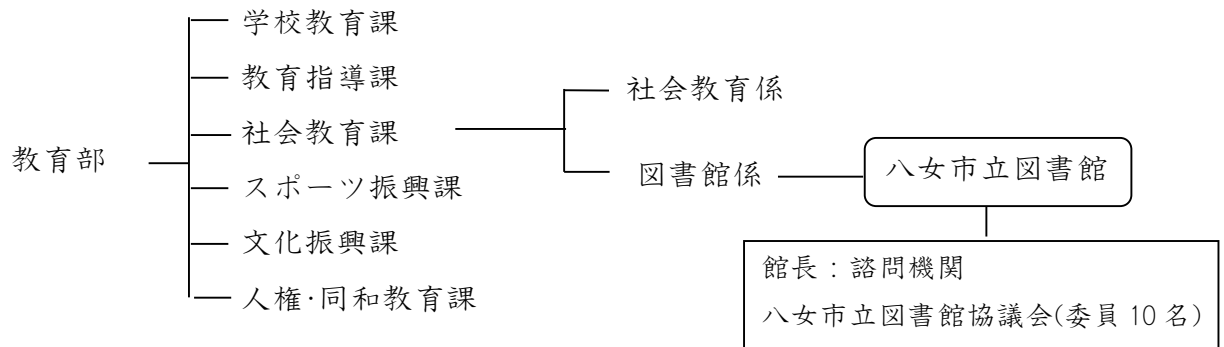 学校教育課
教育指導課
社会教育課
教育部
スポーツ振興課
文化振興課
人権・同和教育課
社会教育係
図書館係
八女市立図書館
館長：諮問機関
八女市立図書館協議会(委員10名)